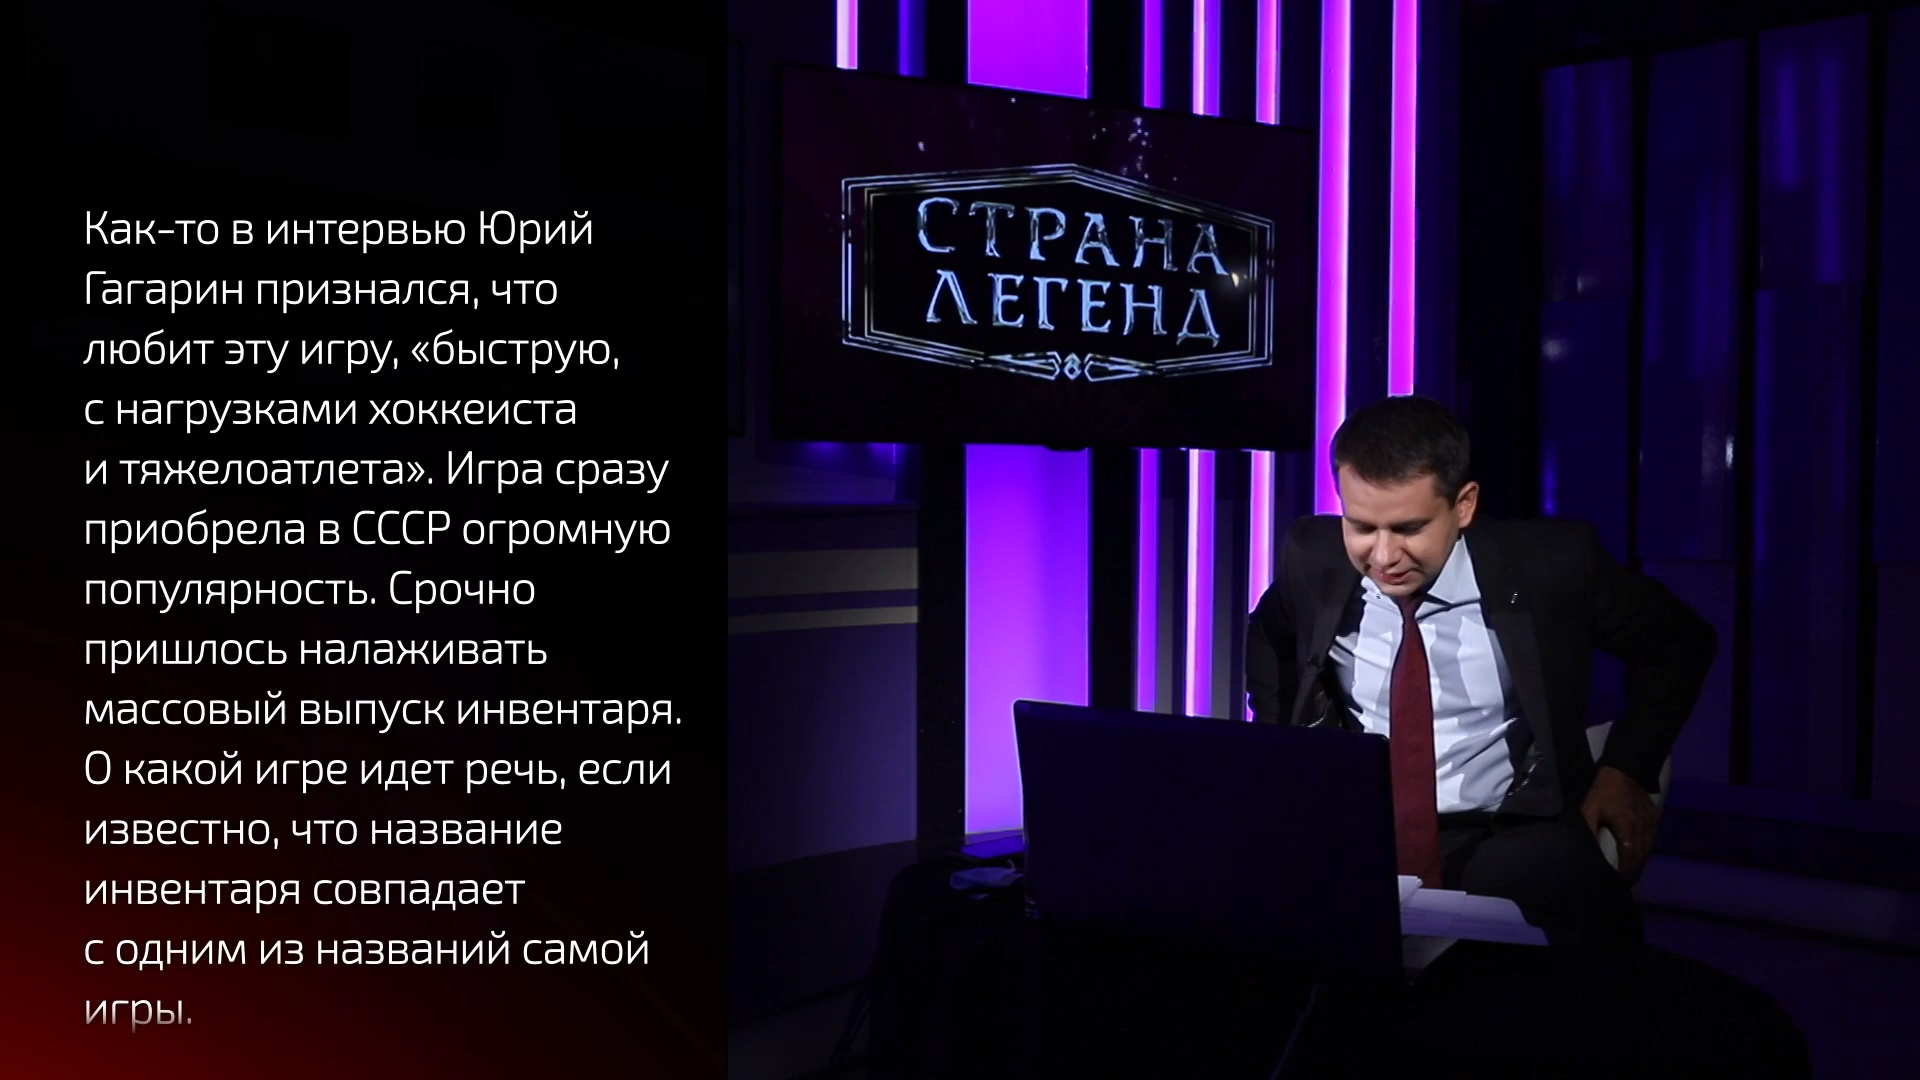 Как-то в интервью Юрий
Гагарин признался, что
любит эту игру, «быструю,
с нагрузками хоккеиста
и тяжелоатлета». Игра сразу
приобрела в СССР огромную
популярность. Срочно
пришлось налаживать
массовый выпуск инвентаря.
О какой игре идет речь, если
известно, что название
инвентаря совпадает
с одним из названий самой
игры.
СТРАНА
ЛЕГЕНД